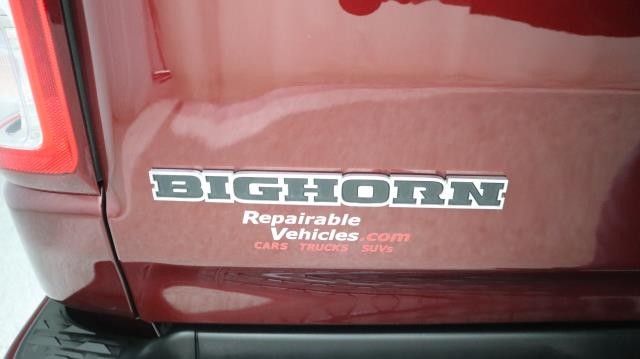 BIGHORN
Repairable
Vehicles.com
CARS TRUCKS SUVs